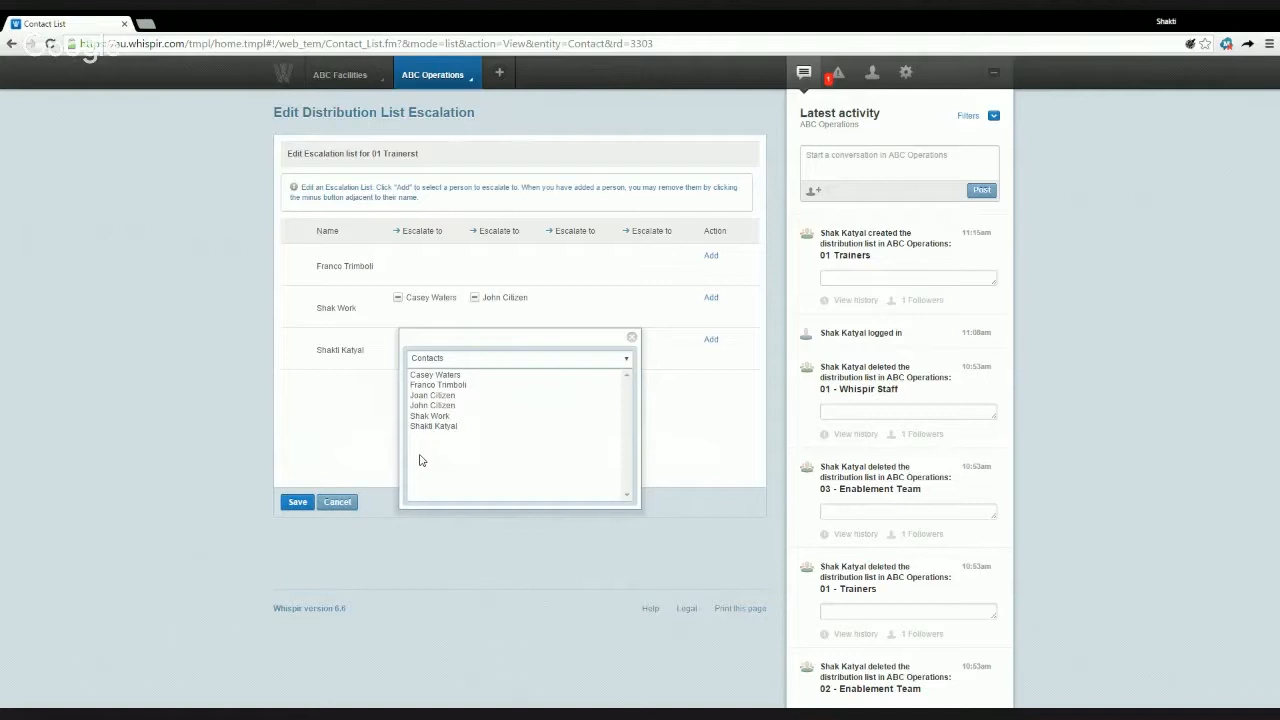 Contact List
Shakti
Google
u.whispir.com/tmpl/home.tmpl#!/web_tem/Contact_List.fm?&mode=list&action=View&entity=Contact&rd=3303
ABC Facilities
ABC Operations
1
Edit Distribution List Escalation
Edit Escalation list for 01 Trainerst
Edit an Escalation List: Click "Add" to select a person to escalate to. When you have added a person, you may remove them by clicking
the minus button adjacent to their name.
Name Escalate to Escalate to Escalate to Escalate to Action
Franco Trimboli Add
Shak Work Casey Waters John Citizen Add
Shakti Katyal Add
Contacts
Casey Waters
Franco Trimboli
Joan Citizen
John Citizen
Shak Work
Shakti Katyal
Save Cancel
Whispir version 6.6
Help Legal Print this page
Latest activity
ABC Operations
Filters
Start a conversation in ABC Operations
Post
Shak Katyal created the 11:15am
distribution list in ABC Operations:
01 Trainers
View history 1 Followers
Shak Katyal logged in 11:08am
Shak Katyal deleted the 10:53am
distribution list in ABC Operations:
01 - Whispir Staff
View history 1 Followers
Shak Katyal deleted the 10:53am
distribution list in ABC Operations:
03 - Enablement Team
View history 1 Followers
Shak Katyal deleted the 10:53am
distribution list in ABC Operations:
01 - Trainers
View history 1 Followers
Shak Katyal deleted the 10:53am
distribution list in ABC Operations:
02 - Enablement Team